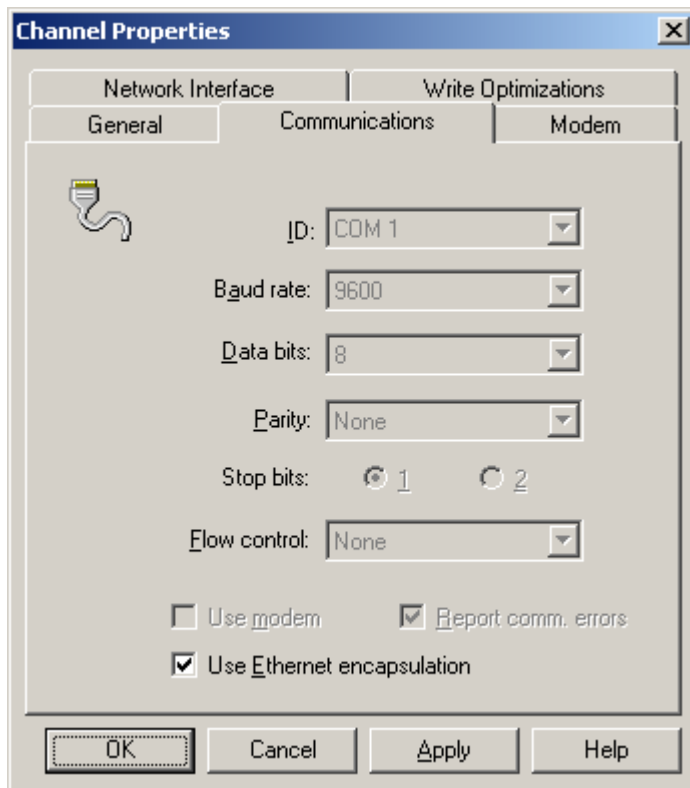 Channel Properties
Network Interface Write Optimizations
General Communications Modem
ID: COM 1
Baud rate: 9600
Data bits: 8
Parity: None
Stop bits: 1 2
Flow control: None
Use modem Report comm. errors
Use Ethernet encapsulation
OK Cancel Apply Help